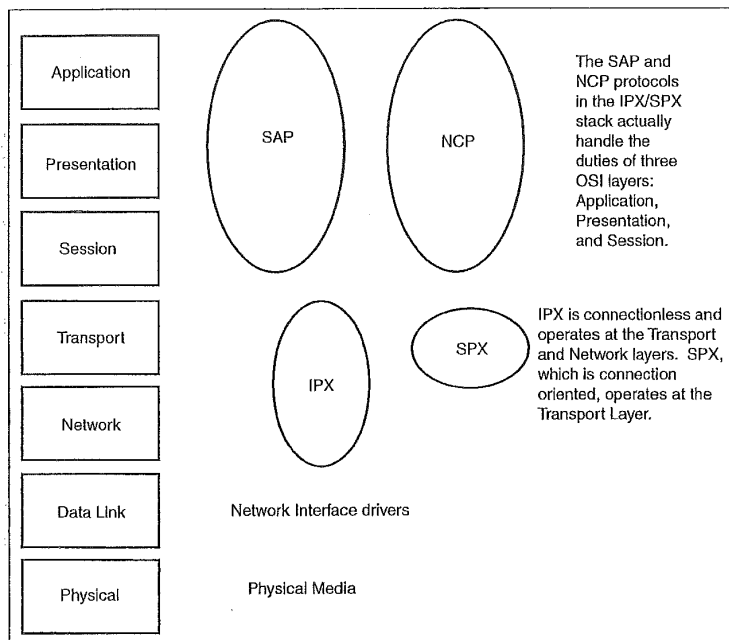 Application
Presentation
Session
Transport
Network
Data Link
Physical
SAP
NCP
The SAP and
NCP protocols
in the IPX/SPX
stack actually
handle the
duties of three
OSI layers:
Application,
Presentation,
and Session.
IPX
SPX
IPX is connectionless and
operates at the Transport
and Network layers. SPX,
which is connection
oriented, operates at the
Transport Layer.
Network Interface drivers
Physical Media